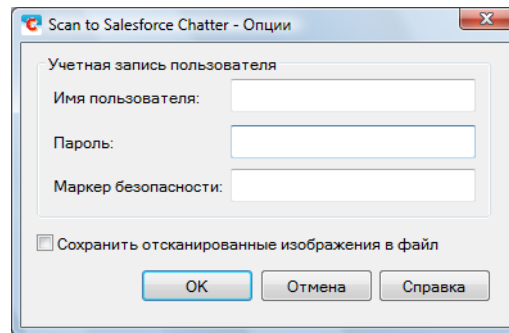 Scan to Salesforce Chatter - Опции
Учетная запись пользователя
Имя пользователя:
Пароль:
Маркер безопасности:
Сохранить отсканированные изображения в файл
OK Отмена Справка